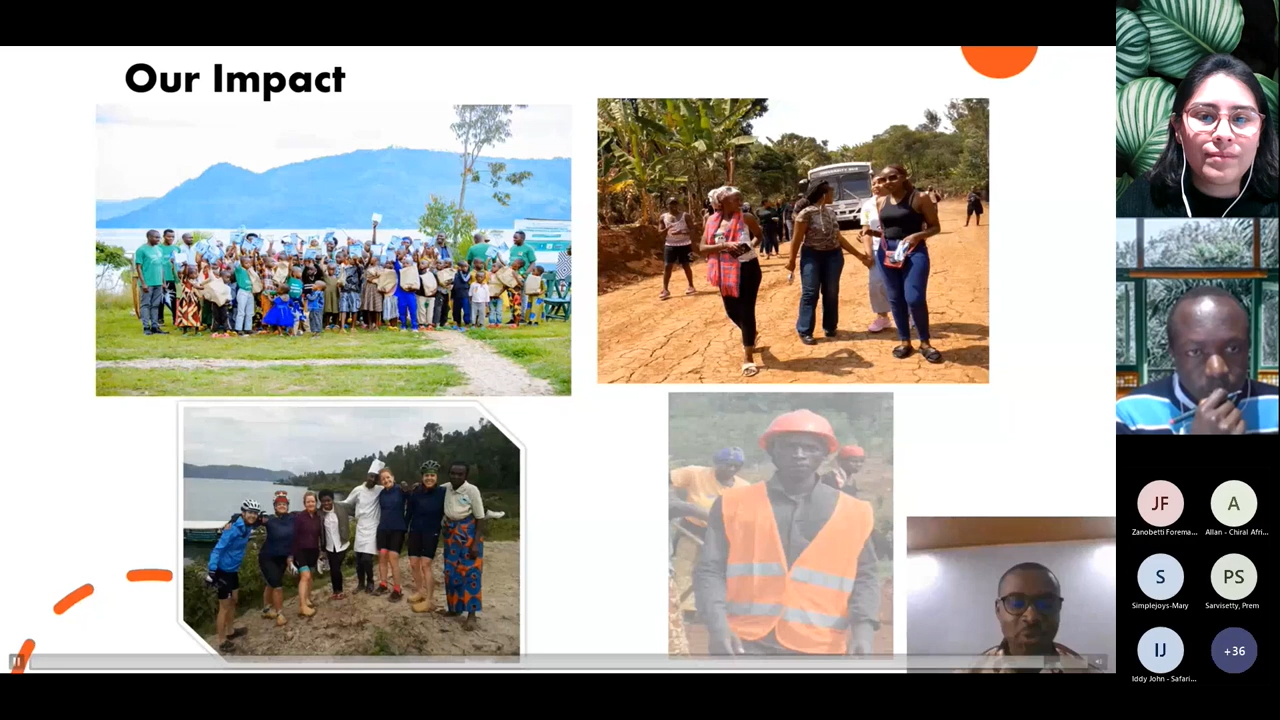 Our Impact
JF
Zanobetti Forema...
A
Allan - Chiral Afri...
S
Simplejoys-Mary
PS
Sarvisetty, Prem
IJ
Iddy John - Safari...
+36